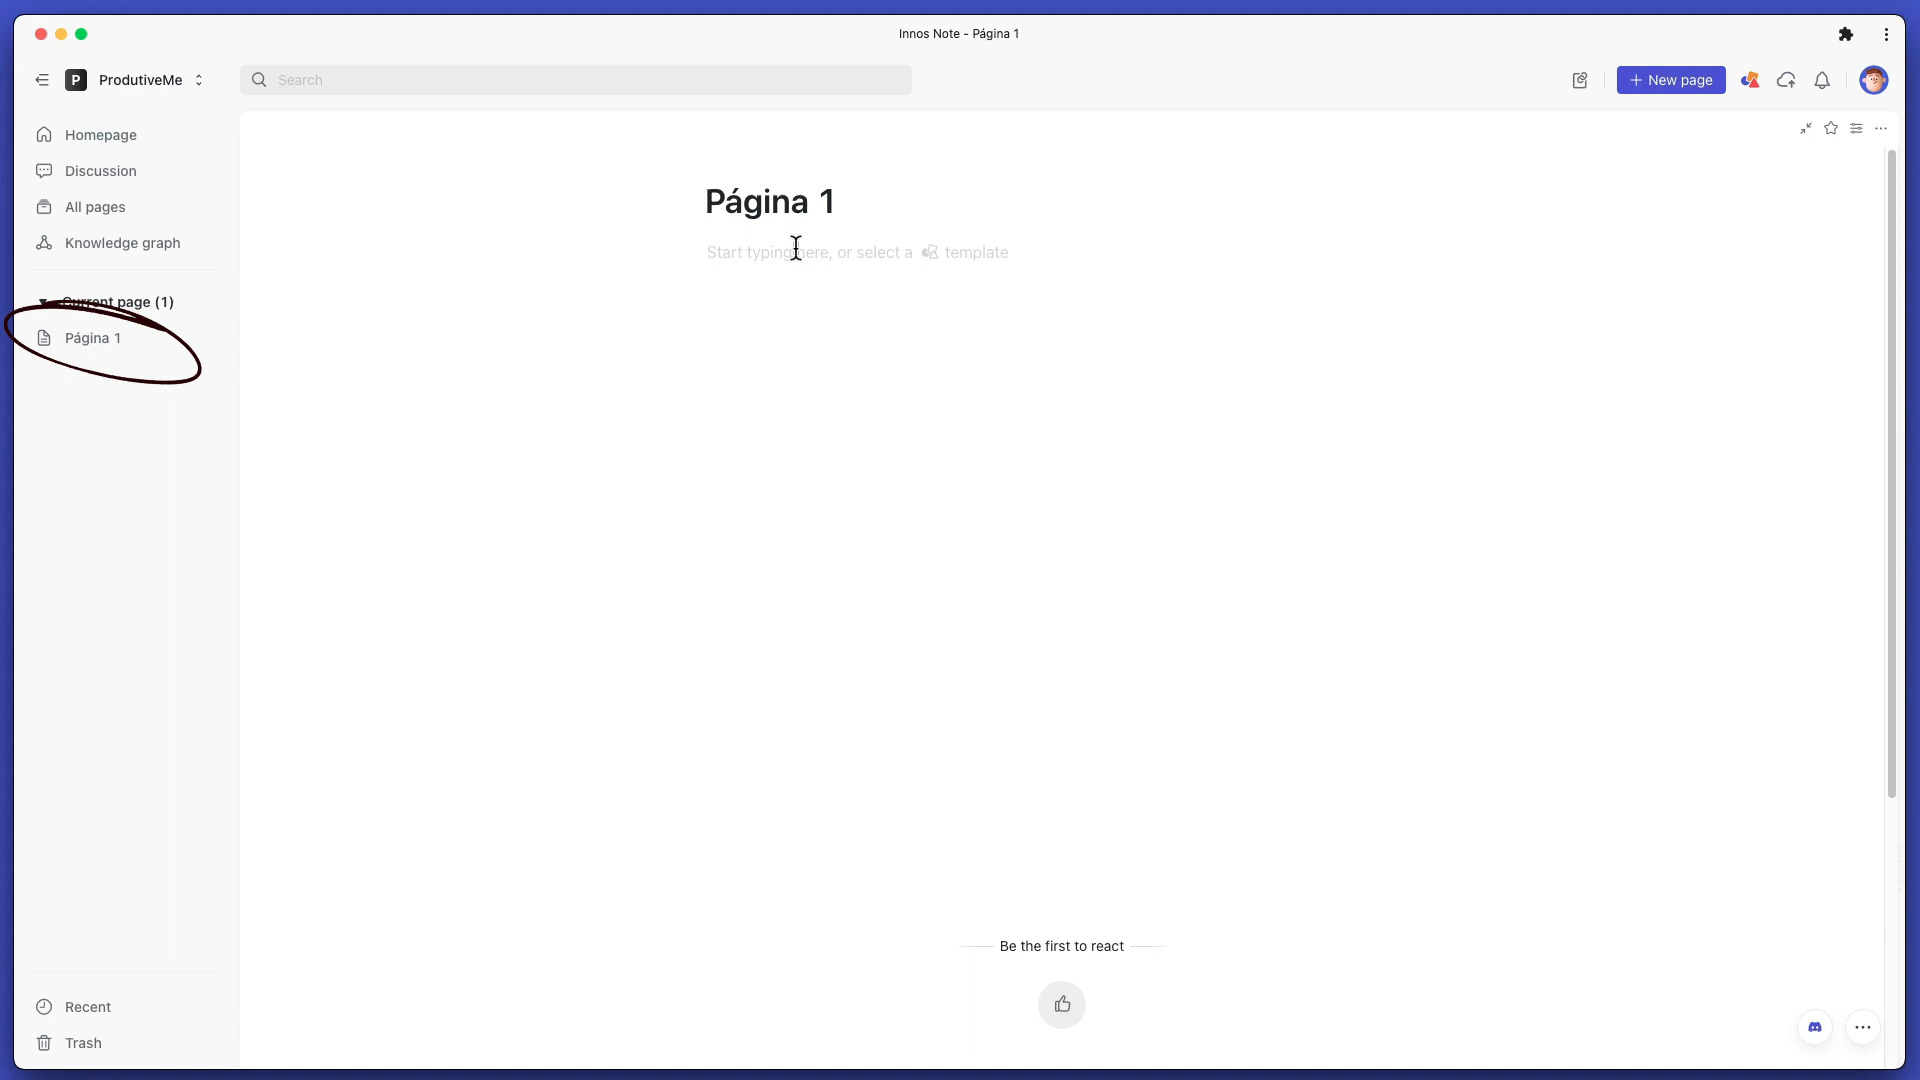 Innos Note - Página 1
P ProdutiveMe
Search
New page
Homepage
Discussion
All pages
Knowledge graph
Current page (1)
Página 1
Página 1
Start typing here, or select a template
Be the first to react
Recent
Trash